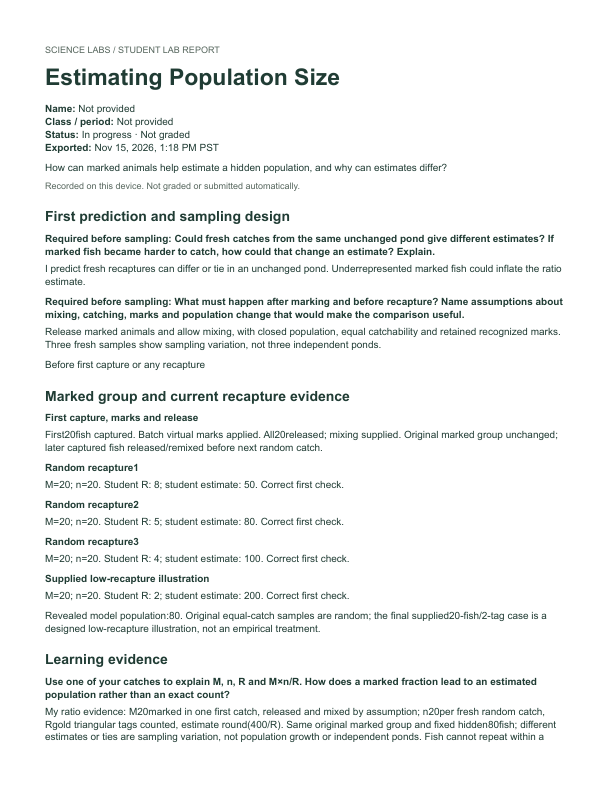 SCIENCE LABS / STUDENT LAB REPORT
Estimating Population Size
Name: Not provided
Class / period: Not provided
Status: In progress · Not graded
Exported: Nov 15, 2026, 1:18 PM PST
How can marked animals help estimate a hidden population, and why can estimates differ?
Recorded on this device. Not graded or submitted automatically.
First prediction and sampling design
Required before sampling: Could fresh catches from the same unchanged pond give different estimates? If
marked fish became harder to catch, how could that change an estimate? Explain.
I predict fresh recaptures can differ or tie in an unchanged pond. Underrepresented marked fish could inflate the ratio
estimate.
Required before sampling: What must happen after marking and before recapture? Name assumptions about
mixing, catching, marks and population change that would make the comparison useful.
Release marked animals and allow mixing, with closed population, equal catchability and retained recognized marks.
Three fresh samples show sampling variation, not three independent ponds.
Before first capture or any recapture
Marked group and current recapture evidence
First capture, marks and release
First20fish captured. Batch virtual marks applied. All20released; mixing supplied. Original marked group unchanged;
later captured fish released/remixed before next random catch.
Random recapture1
M=20; n=20. Student R: 8; student estimate: 50. Correct first check.
Random recapture2
M=20; n=20. Student R: 5; student estimate: 80. Correct first check.
Random recapture3
M=20; n=20. Student R: 4; student estimate: 100. Correct first check.
Supplied low-recapture illustration
M=20; n=20. Student R: 2; student estimate: 200. Correct first check.
Revealed model population:80. Original equal-catch samples are random; the final supplied20-fish/2-tag case is a
designed low-recapture illustration, not an empirical treatment.
Learning evidence
Use one of your catches to explain M, n, R and M×n/R. How does a marked fraction lead to an estimated
population rather than an exact count?
My ratio evidence: M20marked in one first catch, released and mixed by assumption; n20per fresh random catch,
Rgold triangular tags counted, estimate round(400/R). Same original marked group and fixed hidden80fish; different
estimates or ties are sampling variation, not population growth or independent ponds. Fish cannot repeat within a